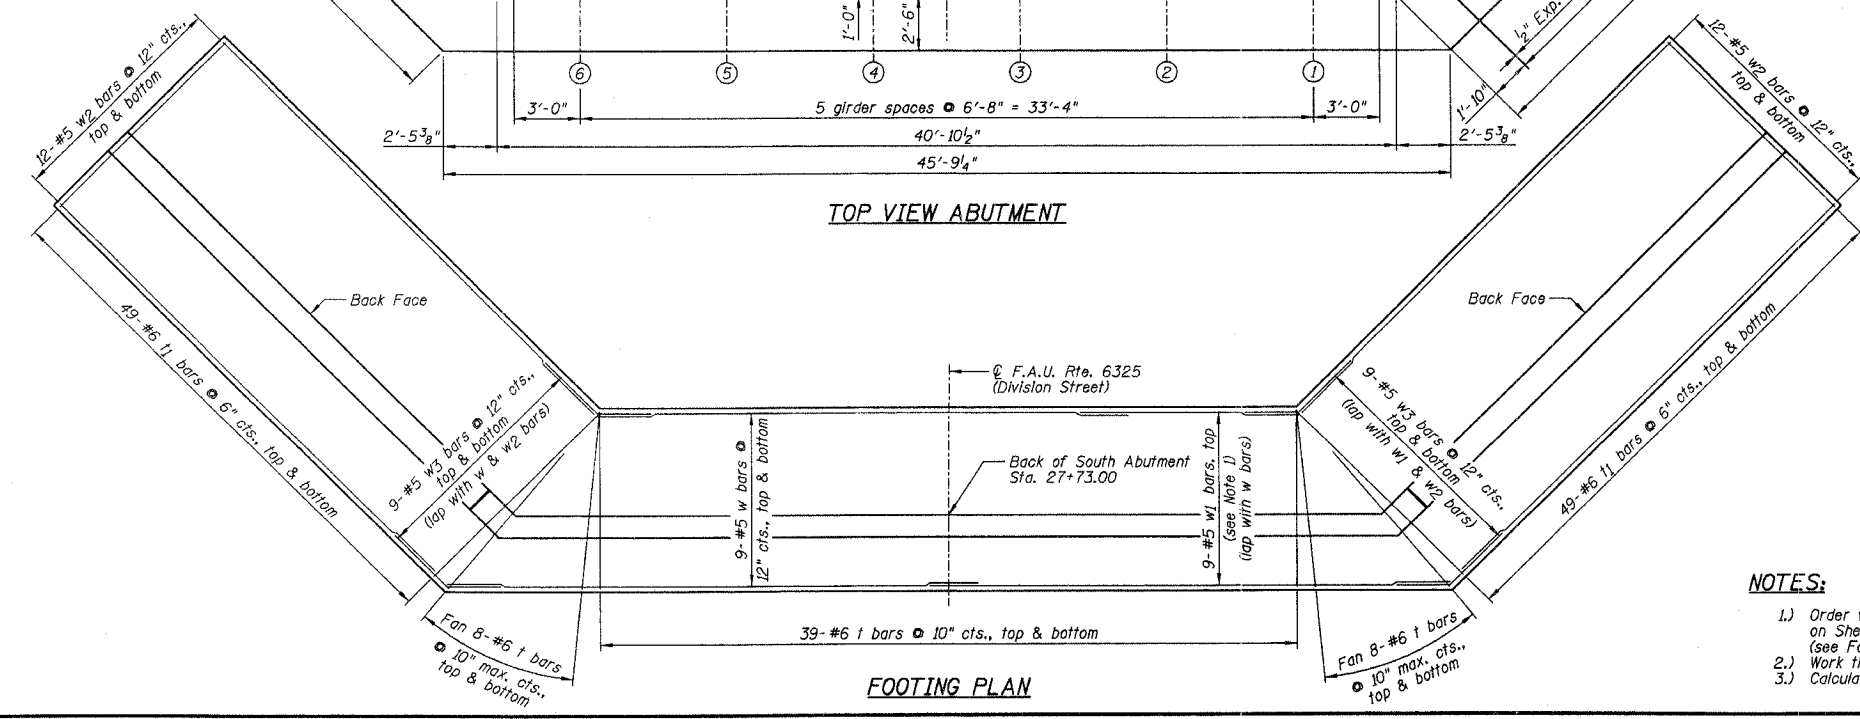 1'-0"
2'-6"
½" Exp.
1'-10"
6
5
4
3
2
1
3'-0"
5 girder spaces @ 6'-8" = 33'-4"
3'-0"
2'-5⅜"
40'-10½"
2'-5⅜"
45'-9¼"
TOP VIEW ABUTMENT
12-#5 w2 bars @ 12" cts.,
top & bottom
12-#5 w2 bars @ 12" cts.,
top & bottom
Back Face
Back Face
49-#6 t1 bars @ 6" cts., top & bottom
9-#5 w3 bars @ 12" cts.,
top & bottom
(lap with w & w2 bars)
℄ F.A.U. Rte. 6325
(Division Street)
9-#5 w bars @
12" cts., top & bottom
Back of South Abutment
Sta. 27+73.00
9-#5 w1 bars, top
(see Note 1)
(lap with w bars)
9-#5 w3 bars @ 12" cts.,
top & bottom
(lap with w1 & w2 bars)
49-#6 t1 bars @ 6" cts., top & bottom
Fan 8-#6 t bars
@ 10" max. cts.,
top & bottom
39-#6 t bars @ 10" cts., top & bottom
Fan 8-#6 t bars
@ 10" max. cts.,
top & bottom
FOOTING PLAN
NOTES:
1.) Order
on She
(see Fo
2.) Work th
3.) Calcula